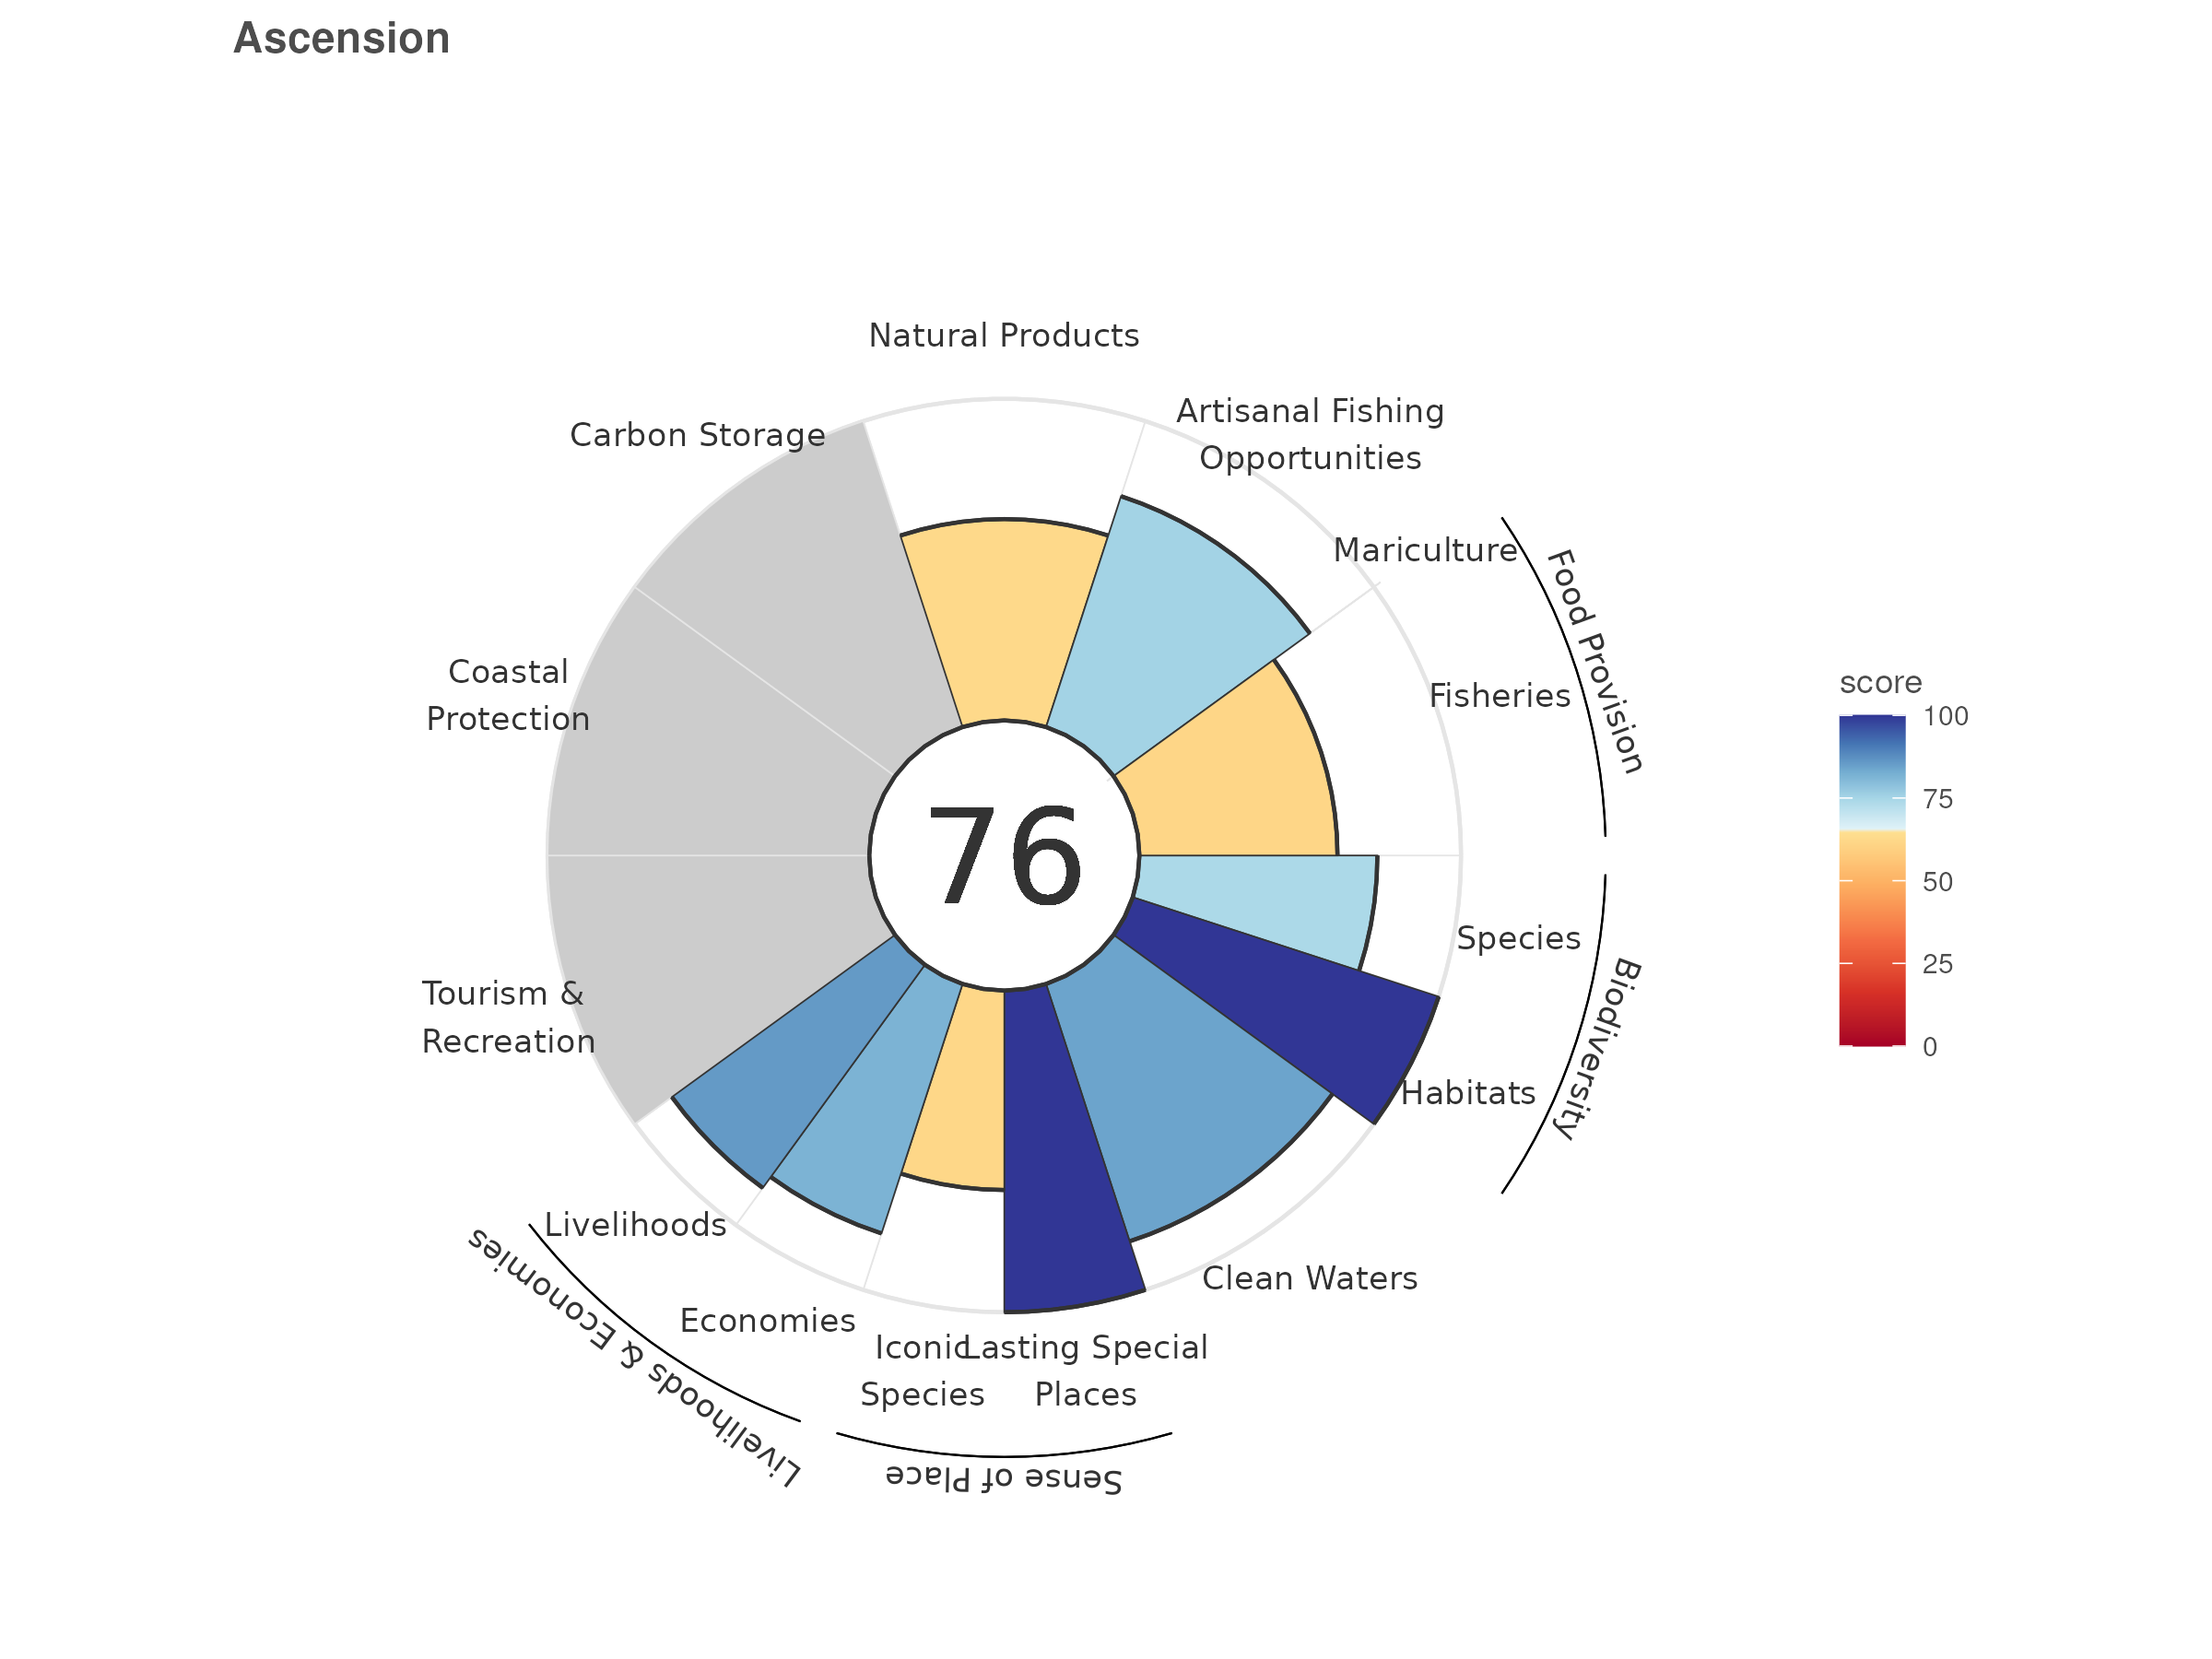 Ascension
Natural Products
Artisanal Fishing
Opportunities
Carbon Storage
Mariculture
Food Provision
Fisheries
Coastal
Protection
76
Species
Biodiversity
Habitats
Tourism &
Recreation
Clean Waters
Livelihoods
Livelihoods & Economies
Economies
Iconic
Species
Lasting Special
Places
Sense of Place
score
100
75
50
25
0